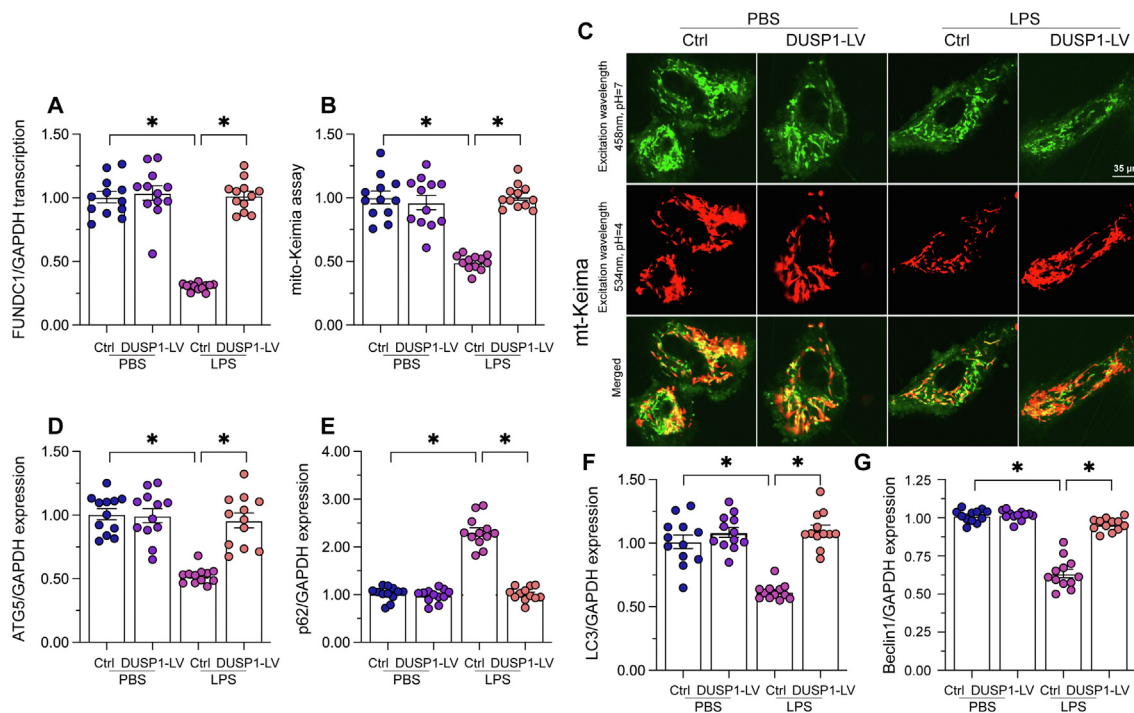 C
PBS
LPS
Ctrl
DUSP1-LV
Ctrl
DUSP1-LV
mt-Keima
Excitation wavelength
458nm, pH=7
35 μm
Excitation wavelength
534nm, pH=4
Merged
A
FUNDC1/GAPDH transcription
*
*
1.50
1.00
0.50
0.00
Ctrl DUSP1-LV Ctrl DUSP1-LV
PBS LPS
B
mito-Keimia assay
*
*
1.50
1.00
0.50
0.00
Ctrl DUSP1-LV Ctrl DUSP1-LV
PBS LPS
D
ATG5/GAPDH expression
*
*
1.50
1.00
0.50
0.00
Ctrl DUSP1-LV Ctrl DUSP1-LV
PBS LPS
E
p62/GAPDH expression
*
*
4.00
3.00
2.00
1.00
0.00
Ctrl DUSP1-LV Ctrl DUSP1-LV
PBS LPS
F
LC3/GAPDH expression
*
*
1.50
1.00
0.50
0.00
Ctrl DUSP1-LV Ctrl DUSP1-LV
PBS LPS
G
Beclin1/GAPDH expression
*
*
1.25
1.00
0.75
0.50
0.25
0.00
Ctrl DUSP1-LV Ctrl DUSP1-LV
PBS LPS